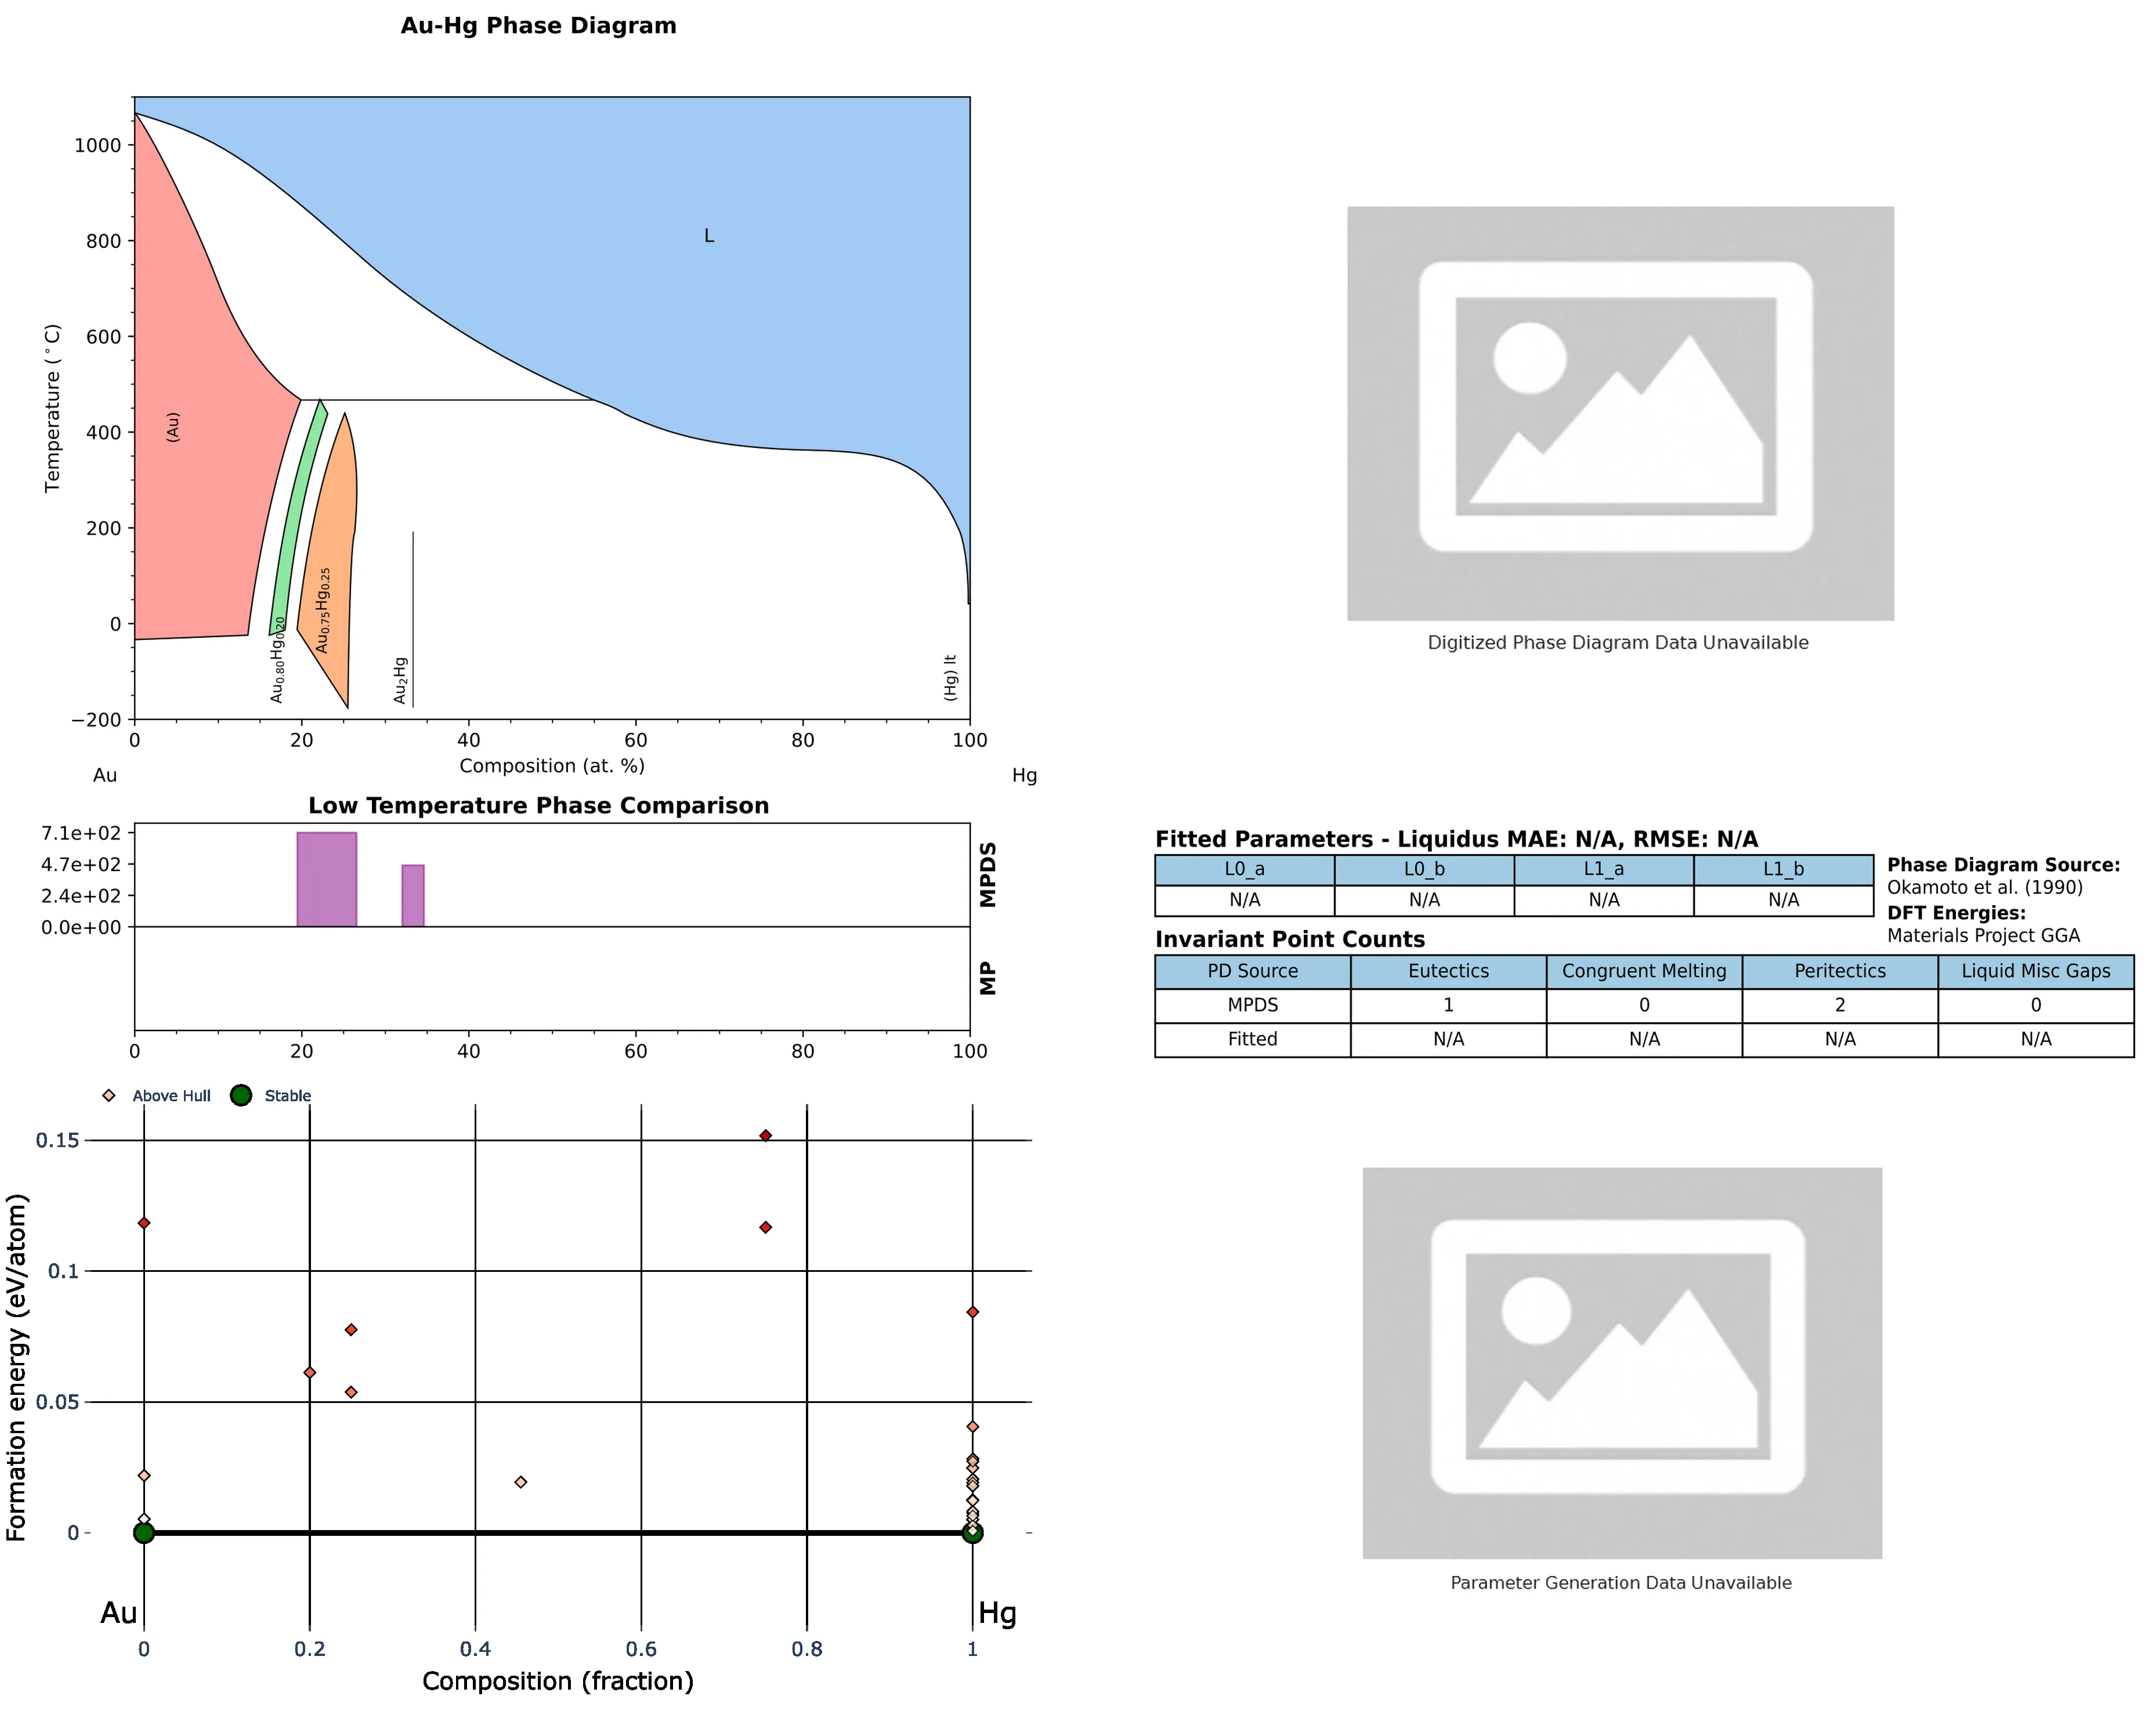 Au-Hg Phase Diagram
1000
800
600
400
200
0
−200
Temperature (°C)
L
(Au)
Au0.80Hg0.20
Au0.75Hg0.25
Au2Hg
(Hg) lt
0 20 40 60 80 100
Composition (at. %)
Au Hg
Digitized Phase Diagram Data Unavailable
Low Temperature Phase Comparison
7.1e+02
4.7e+02
2.4e+02
0.0e+00
MPDS
MP
0 20 40 60 80 100
Fitted Parameters - Liquidus MAE: N/A, RMSE: N/A
L0_a L0_b L1_a L1_b
N/A N/A N/A N/A
Phase Diagram Source:
Okamoto et al. (1990)
DFT Energies:
Materials Project GGA
Invariant Point Counts
PD Source Eutectics Congruent Melting Peritectics Liquid Misc Gaps
MPDS 1 0 2 0
Fitted N/A N/A N/A N/A
Above Hull Stable
0.15
0.1
0.05
0
Formation energy (eV/atom)
Au Hg
0 0.2 0.4 0.6 0.8 1
Composition (fraction)
Parameter Generation Data Unavailable